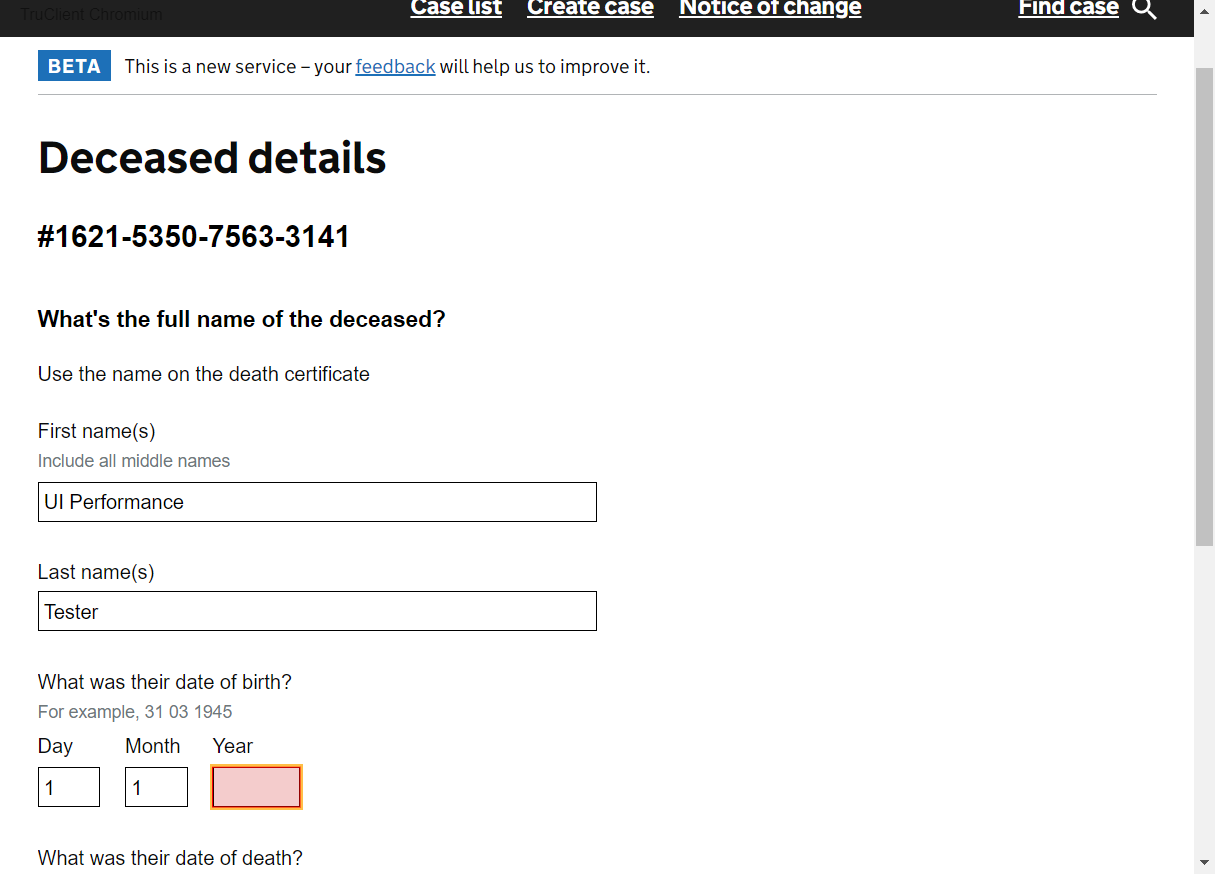 TruClient Chromium
Case list Create case Notice of change Find case
BETA This is a new service – your feedback will help us to improve it.
Deceased details
#1621-5350-7563-3141
What's the full name of the deceased?
Use the name on the death certificate
First name(s)
Include all middle names
UI Performance
Last name(s)
Tester
What was their date of birth?
For example, 31 03 1945
Day Month Year
1 1
What was their date of death?